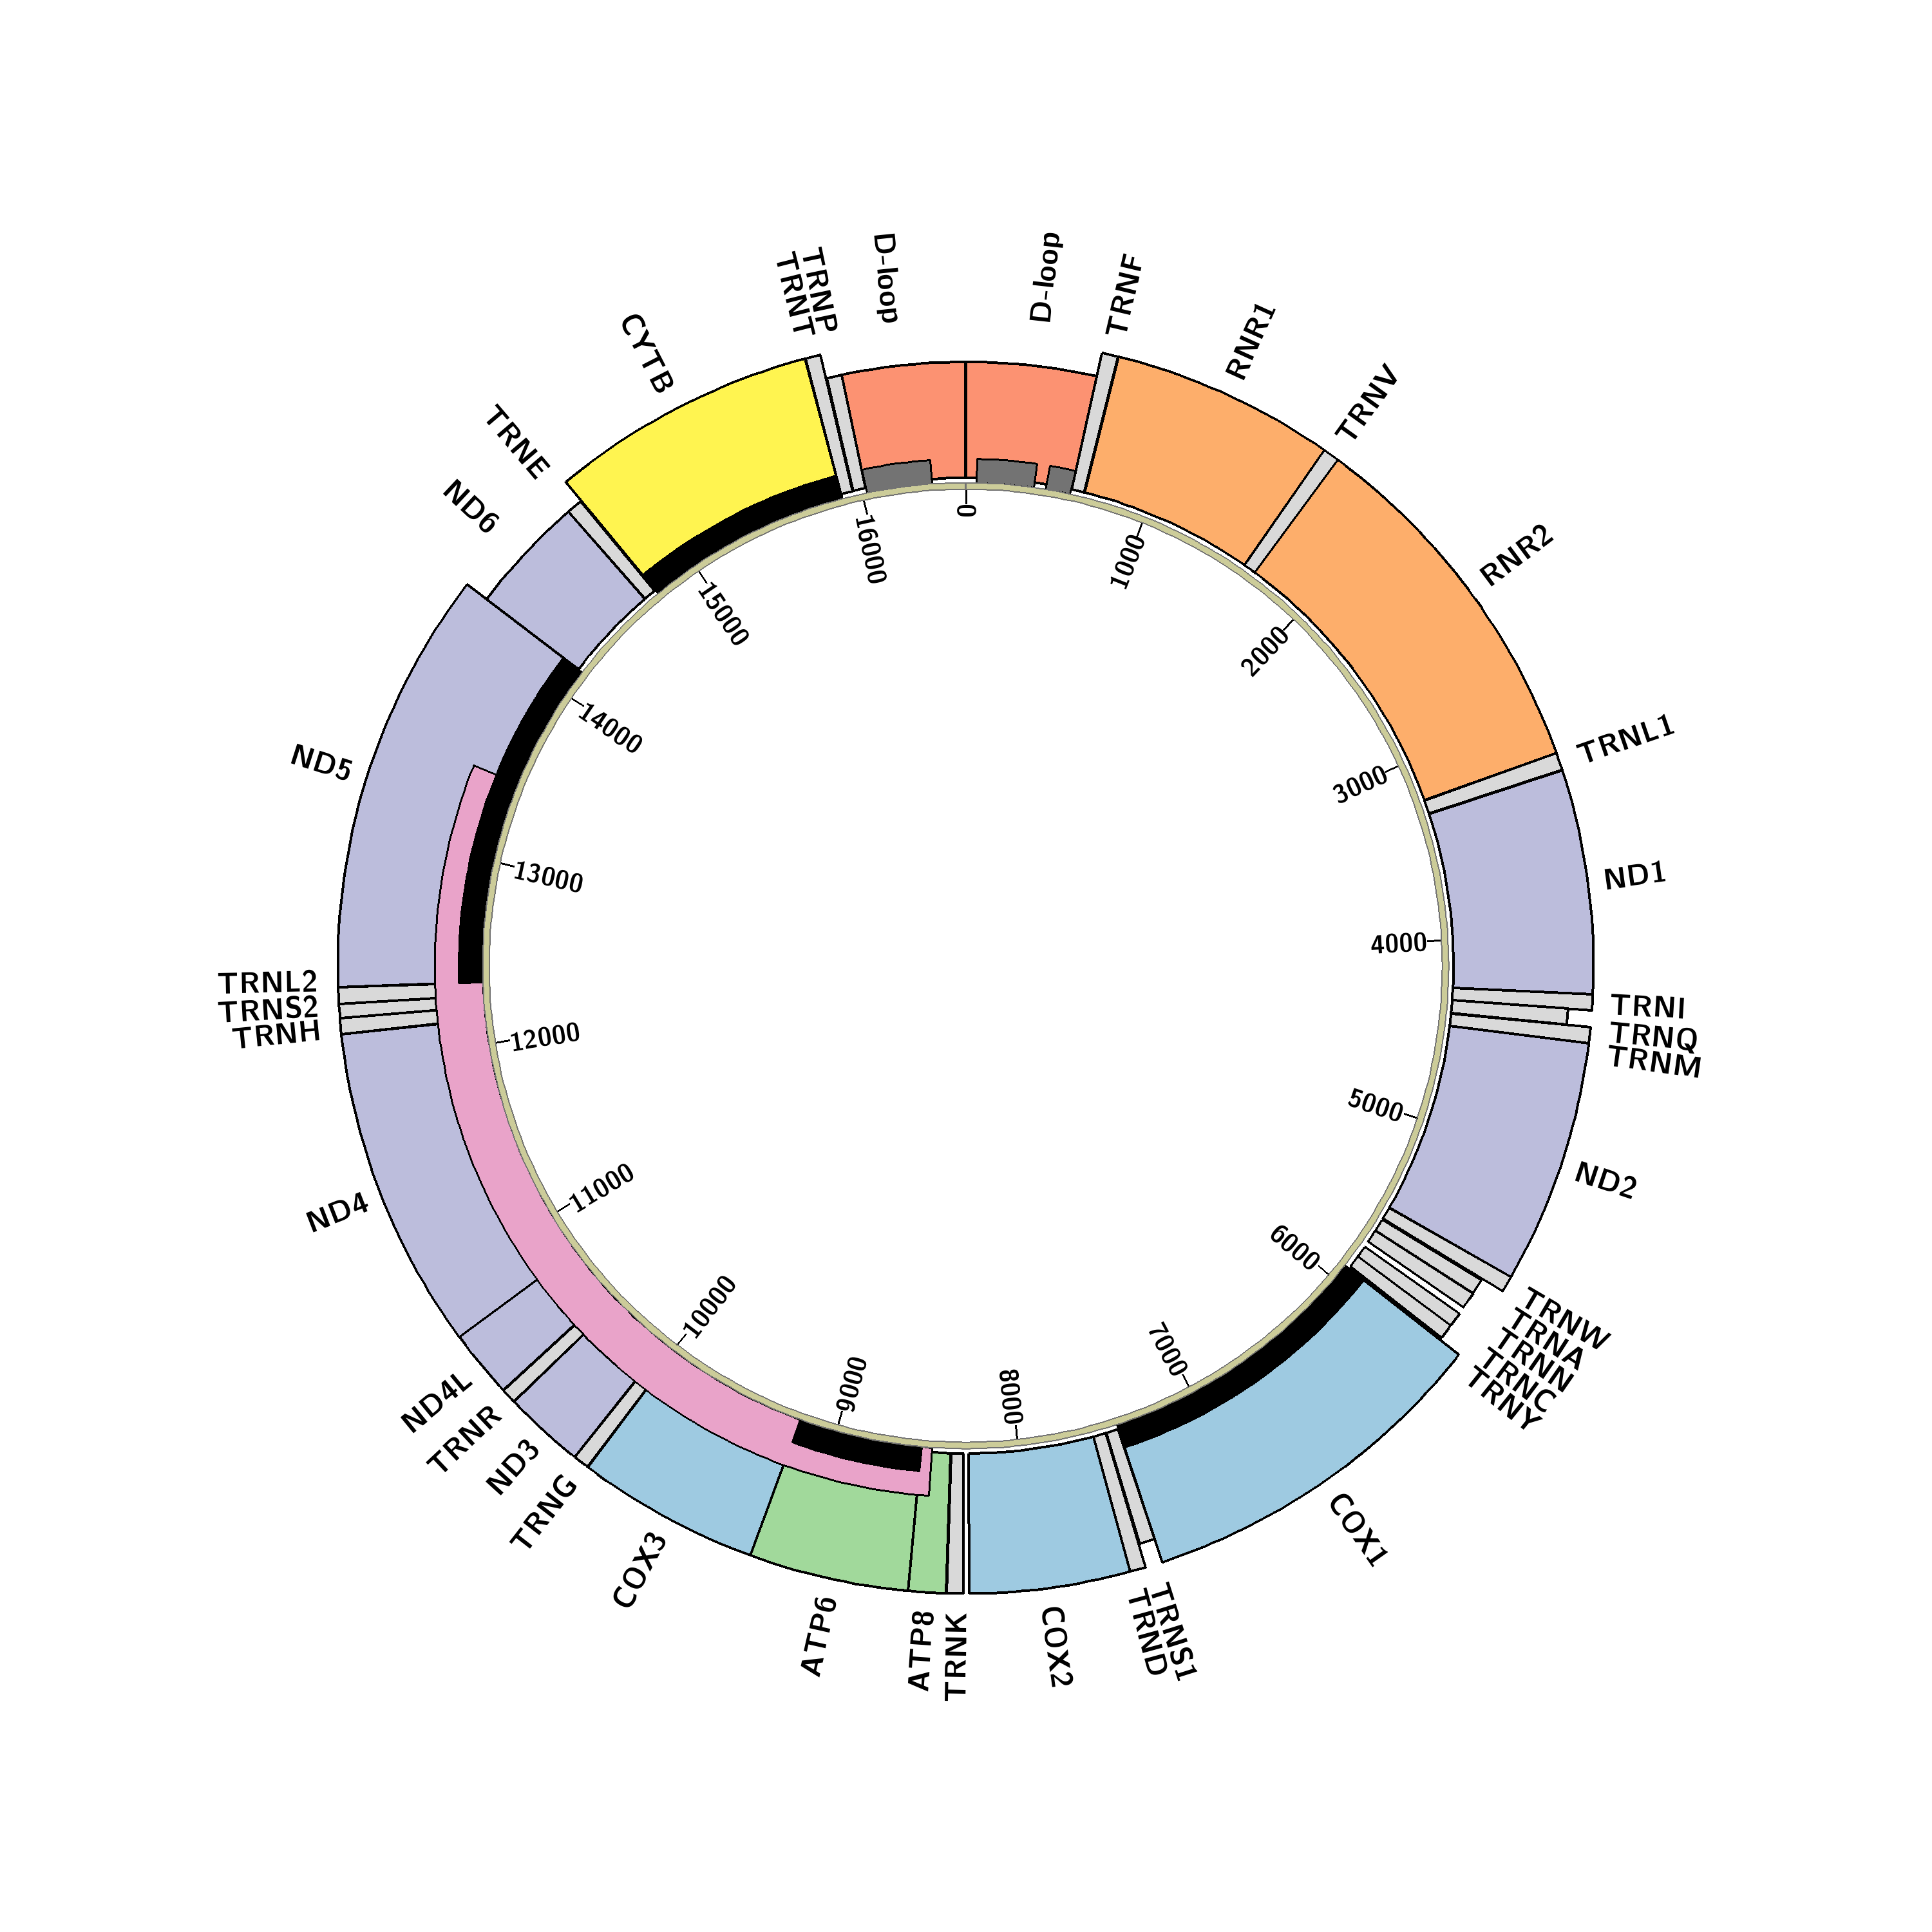 D-loop
TRNF
RNR1
TRNV
RNR2
TRNL1
ND1
TRNI
TRNQ
TRNM
ND2
TRNW
TRNA
TRNN
TRNC
TRNY
COX1
TRNS1
TRND
COX2
TRNK
ATP8
ATP6
COX3
TRNG
ND3
TRNR
ND4L
ND4
TRNH
TRNS2
TRNL2
ND5
ND6
TRNE
CYTB
TRNT
TRNP
D-loop
0
1000
2000
3000
4000
5000
6000
7000
8000
9000
10000
11000
12000
13000
14000
15000
16000